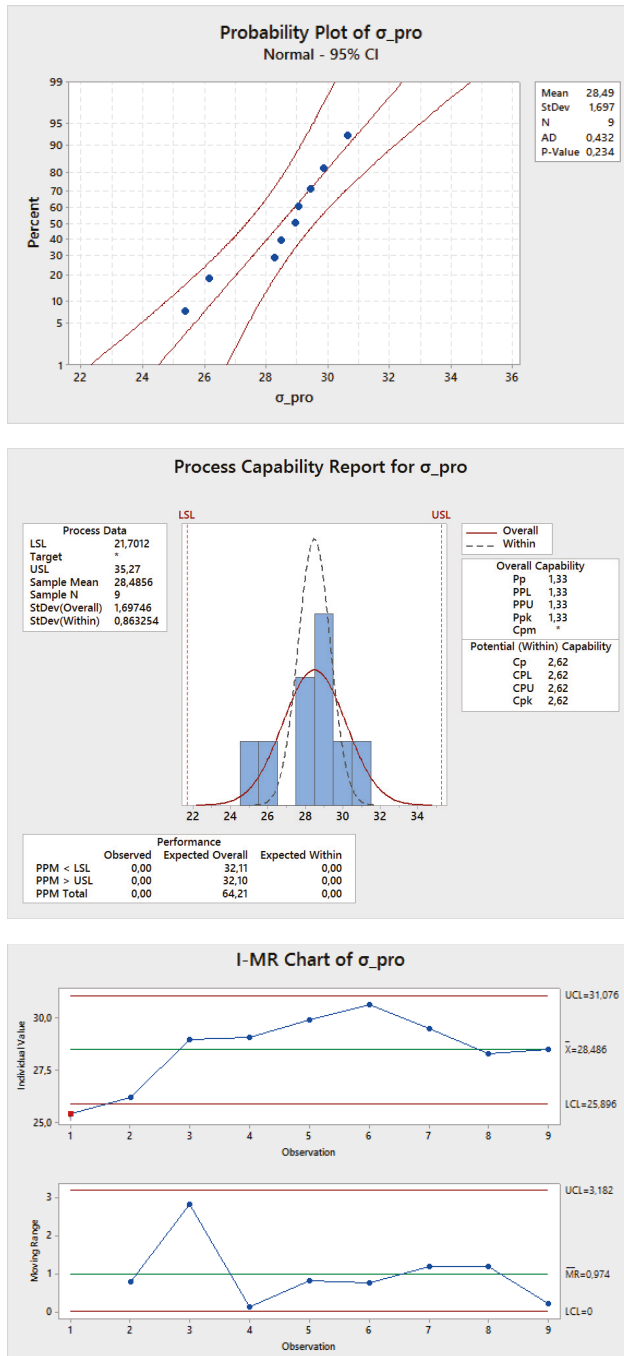 Probability Plot of σ_pro
Normal - 95% CI
99
95
90
80
70
60
50
40
30
20
10
5
1
Percent
22 24 26 28 30 32 34 36
σ_pro
Mean 28,49
StDev 1,697
N 9
AD 0,432
P-Value 0,234
Process Capability Report for σ_pro
LSL USL
Process Data
LSL 21,7012
Target *
USL 35,27
Sample Mean 28,4856
Sample N 9
StDev(Overall) 1,69746
StDev(Within) 0,863254
Overall
Within
Overall Capability
Pp 1,33
PPL 1,33
PPU 1,33
Ppk 1,33
Cpm *
Potential (Within) Capability
Cp 2,62
CPL 2,62
CPU 2,62
Cpk 2,62
22 24 26 28 30 32 34
Performance
Observed Expected Overall Expected Within
PPM < LSL 0,00 32,11 0,00
PPM > USL 0,00 32,10 0,00
PPM Total 0,00 64,21 0,00
I-MR Chart of σ_pro
Individual Value
30,0
27,5
25,0
UCL=31,076
X̄=28,486
LCL=25,896
1 2 3 4 5 6 7 8 9
Observation
Moving Range
3
2
1
0
UCL=3,182
M̅R̅=0,974
LCL=0
1 2 3 4 5 6 7 8 9
Observation